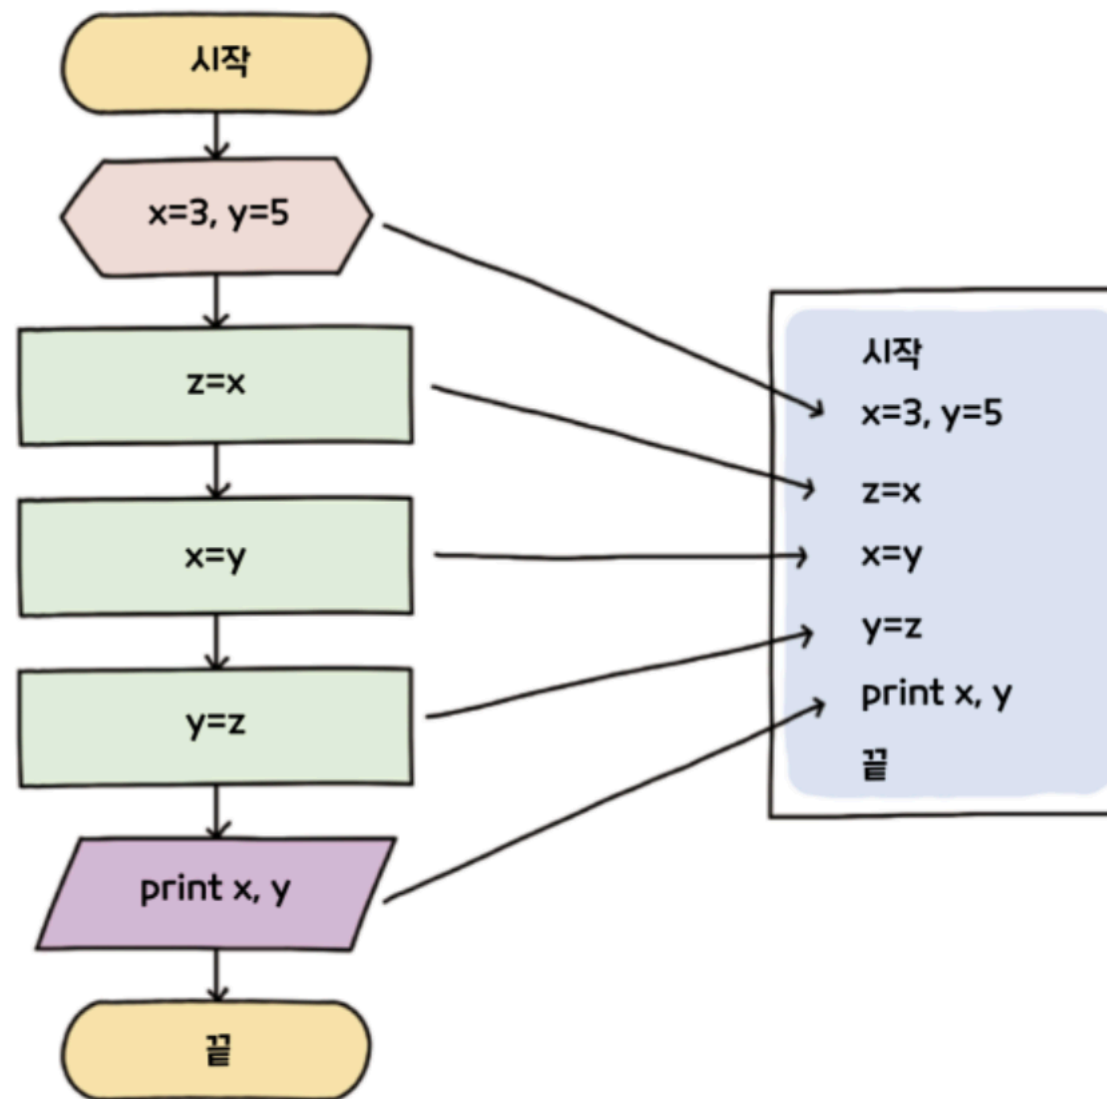 시작
x=3, y=5
z=x
x=y
y=z
print x, y
끝
시작
x=3, y=5
z=x
x=y
y=z
print x, y
끝